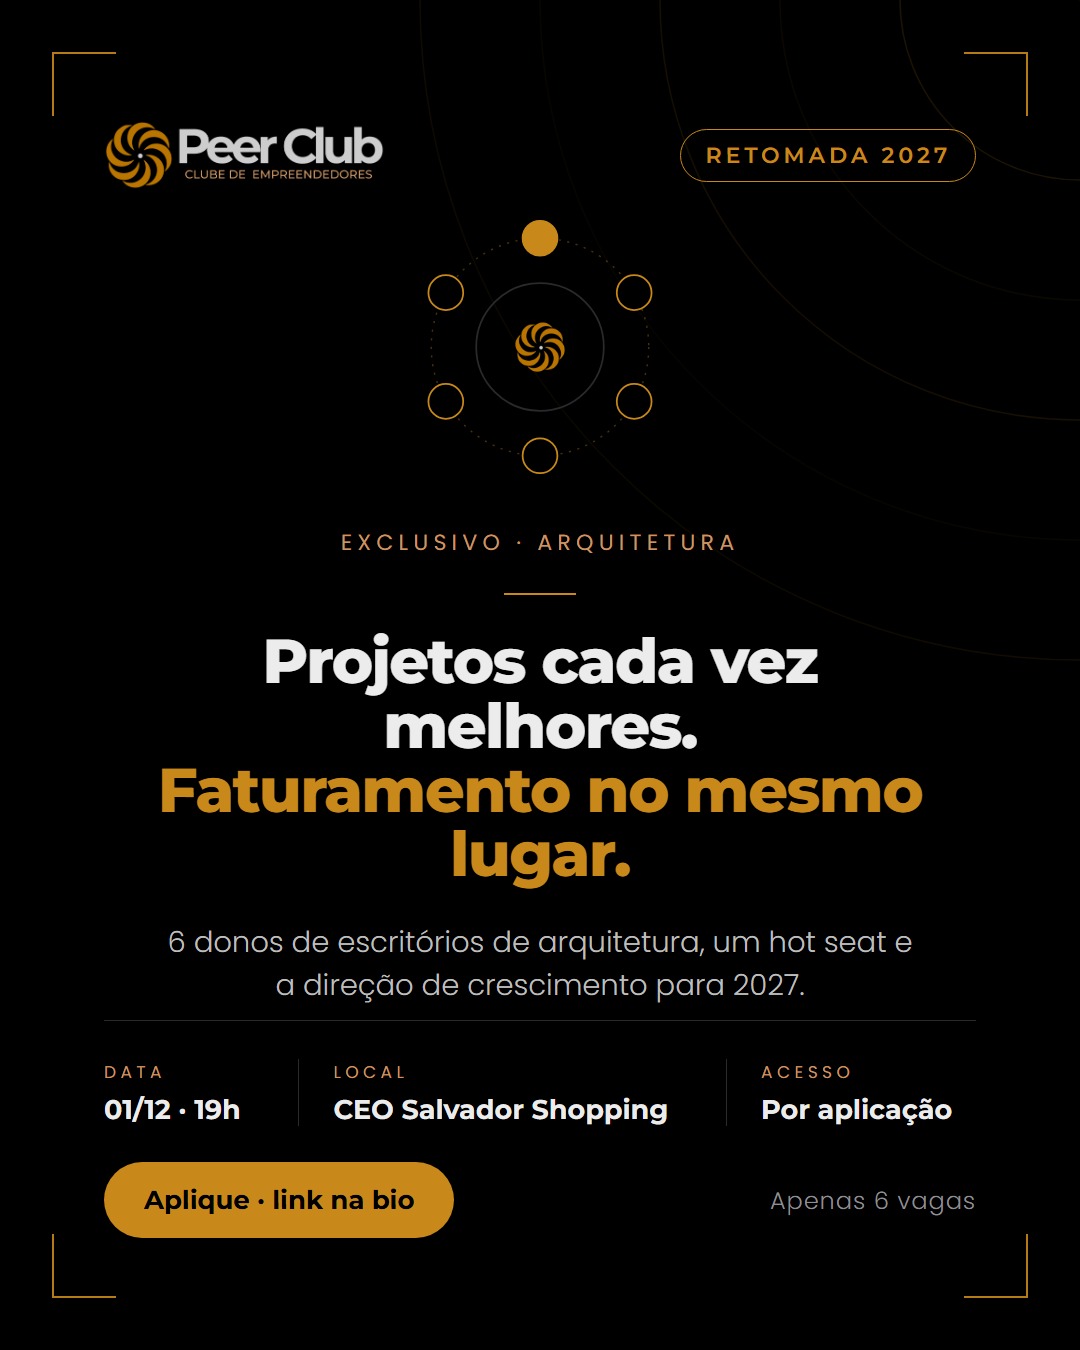 Peer Club
CLUBE DE EMPREENDEDORES
RETOMADA 2027
EXCLUSIVO · ARQUITETURA
Projetos cada vez
melhores.
Faturamento no mesmo
lugar.
6 donos de escritórios de arquitetura, um hot seat e
a direção de crescimento para 2027.
DATA
01/12 · 19h
LOCAL
CEO Salvador Shopping
ACESSO
Por aplicação
Aplique · link na bio
Apenas 6 vagas